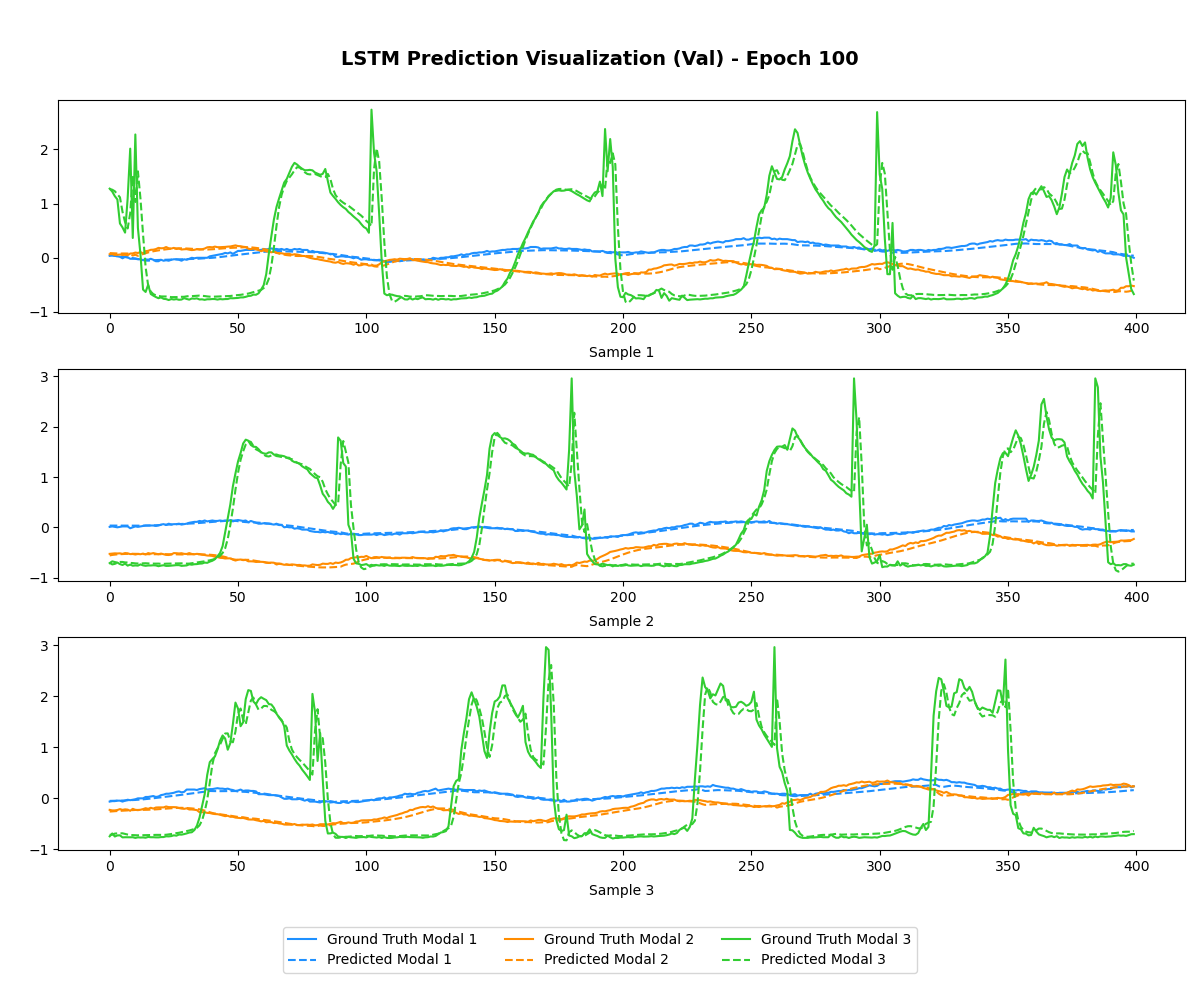 LSTM Prediction Visualization (Val) - Epoch 100
2
1
0
−1
0 50 100 150 200 250 300 350 400
Sample 1
3
2
1
0
−1
0 50 100 150 200 250 300 350 400
Sample 2
3
2
1
0
−1
0 50 100 150 200 250 300 350 400
Sample 3
Ground Truth Modal 1 Ground Truth Modal 2 Ground Truth Modal 3
Predicted Modal 1 Predicted Modal 2 Predicted Modal 3